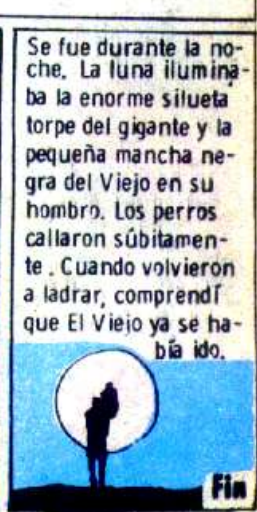 Se fue durante la no-
che. La luna ilumina-
ba la enorme silueta
torpe del gigante y la
pequeña mancha ne-
gra del Viejo en su
hombro. Los perros
callaron súbitamen-
te . Cuando volvieron
a ladrar, comprendí
que El Viejo ya se ha-
bía ido.
Fin